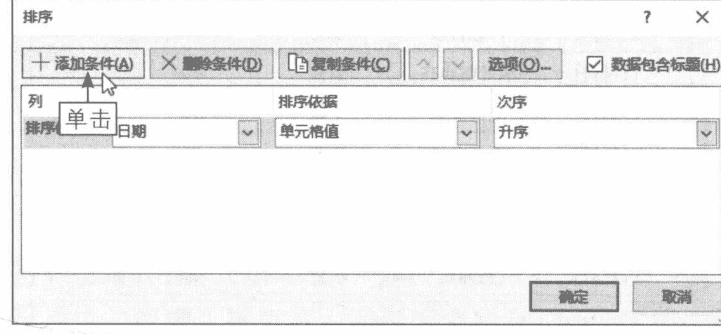 排序 ? ×
添加条件(A) 删除条件(D) 复制条件(C) 选项(O)... 数据包含标题(H)
列 排序依据 次序
单击
排序 日期 单元格值 升序
确定 取消